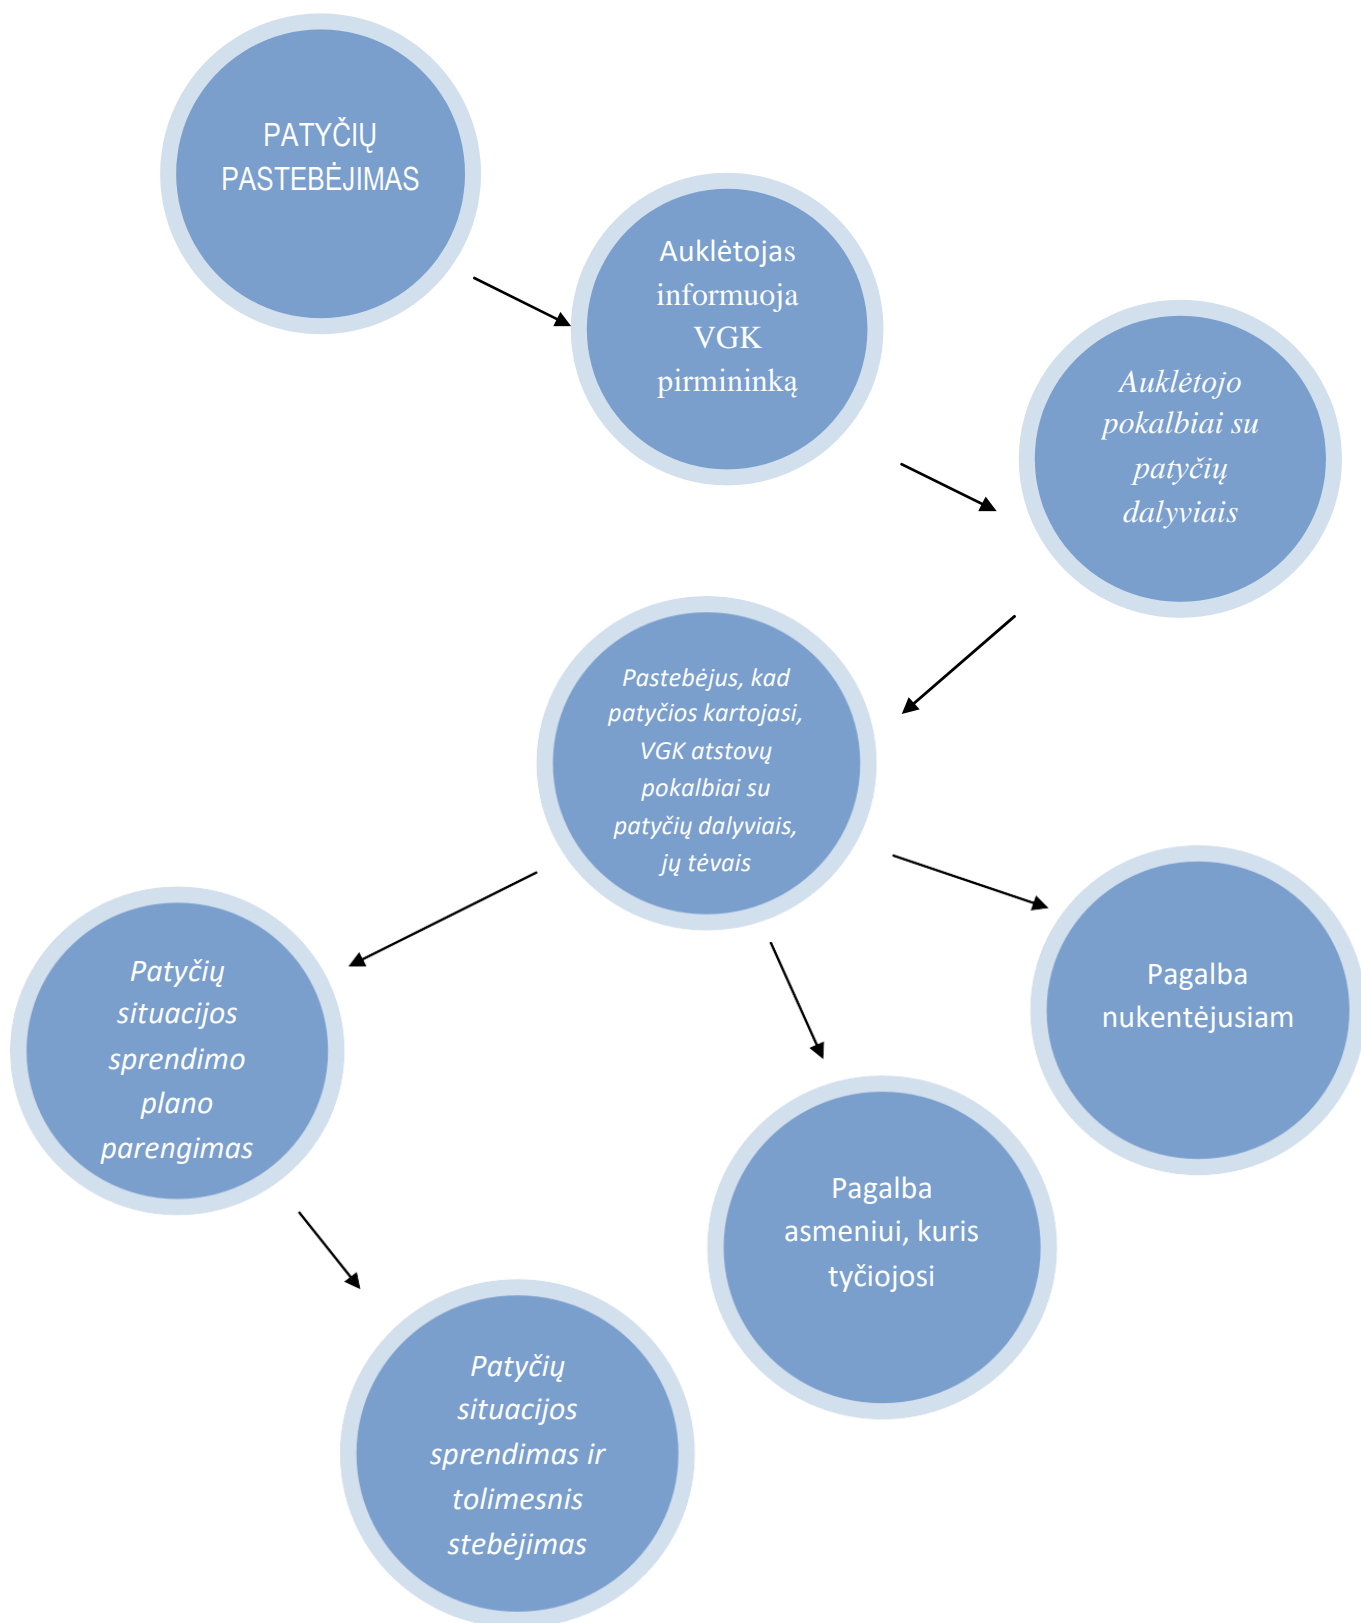 PATYČIŲ
PASTEBĖJIMAS
Auklėtojas
informuoja
VGK
pirmininką
Auklėtojo
pokalbiai su
patyčių
dalyviais
Pastebėjus, kad
patyčios kartojasi,
VGK atstovų
pokalbiai su
patyčių dalyviais,
jų tėvais
Patyčių
situacijos
sprendimo
plano
parengimas
Pagalba
nukentėjusiam
Pagalba
asmeniui, kuris
tyčiojosi
Patyčių
situacijos
sprendimas ir
tolimesnis
stebėjimas